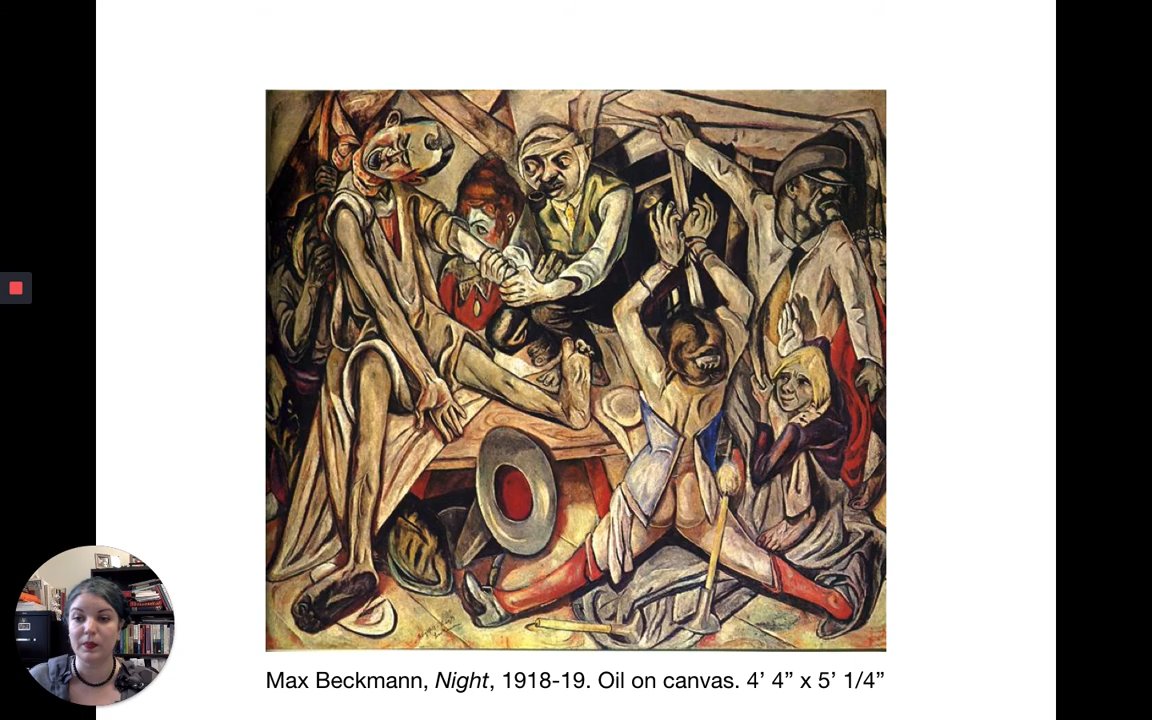 Max Beckmann, Night, 1918-19. Oil on canvas. 4’ 4” x 5’ 1/4”